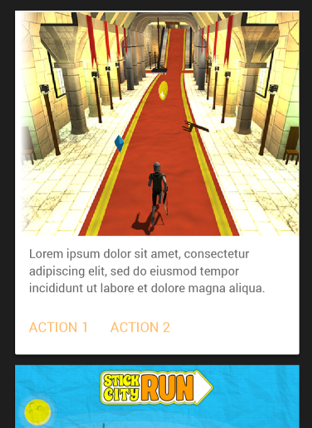 Lorem ipsum dolor sit amet, consectetur
adipiscing elit, sed do eiusmod tempor
incididunt ut labore et dolore magna aliqua.
ACTION 1 ACTION 2
STICK
CITY RUN